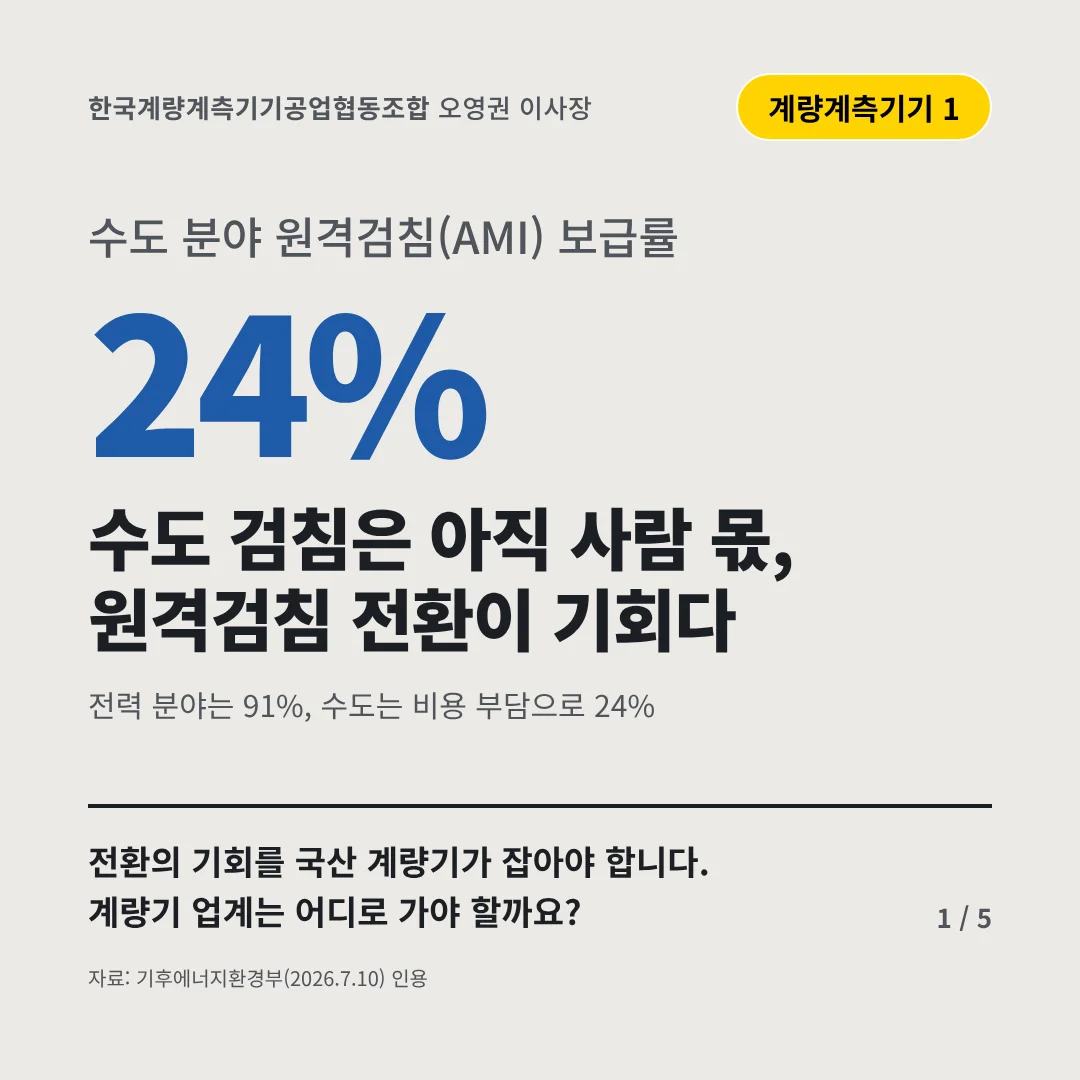 한국계량계측기기공업협동조합 오영권 이사장
계량계측기기 1
수도 분야 원격검침(AMI) 보급률
24%
수도 검침은 아직 사람 몫,
원격검침 전환이 기회다
전력 분야는 91%, 수도는 비용 부담으로 24%
전환의 기회를 국산 계량기가 잡아야 합니다.
계량기 업계는 어디로 가야 할까요?
1 / 5
자료: 기후에너지환경부(2026.7.10) 인용